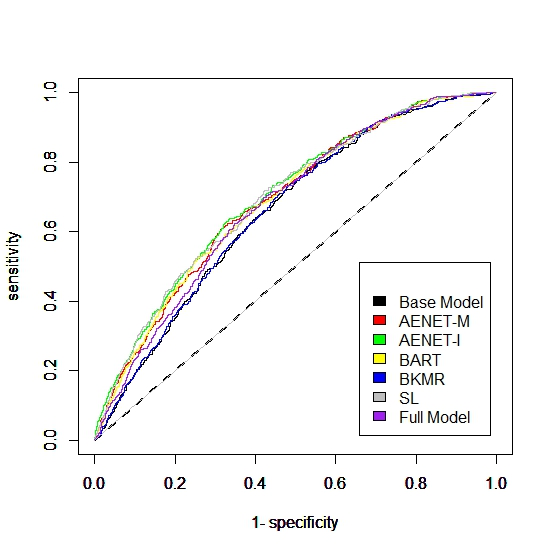 1.0
0.8
0.6
0.4
0.2
0.0
sensitivity
Base Model
AENET-M
AENET-I
BART
BKMR
SL
Full Model
0.0 0.2 0.4 0.6 0.8 1.0
1- specificity